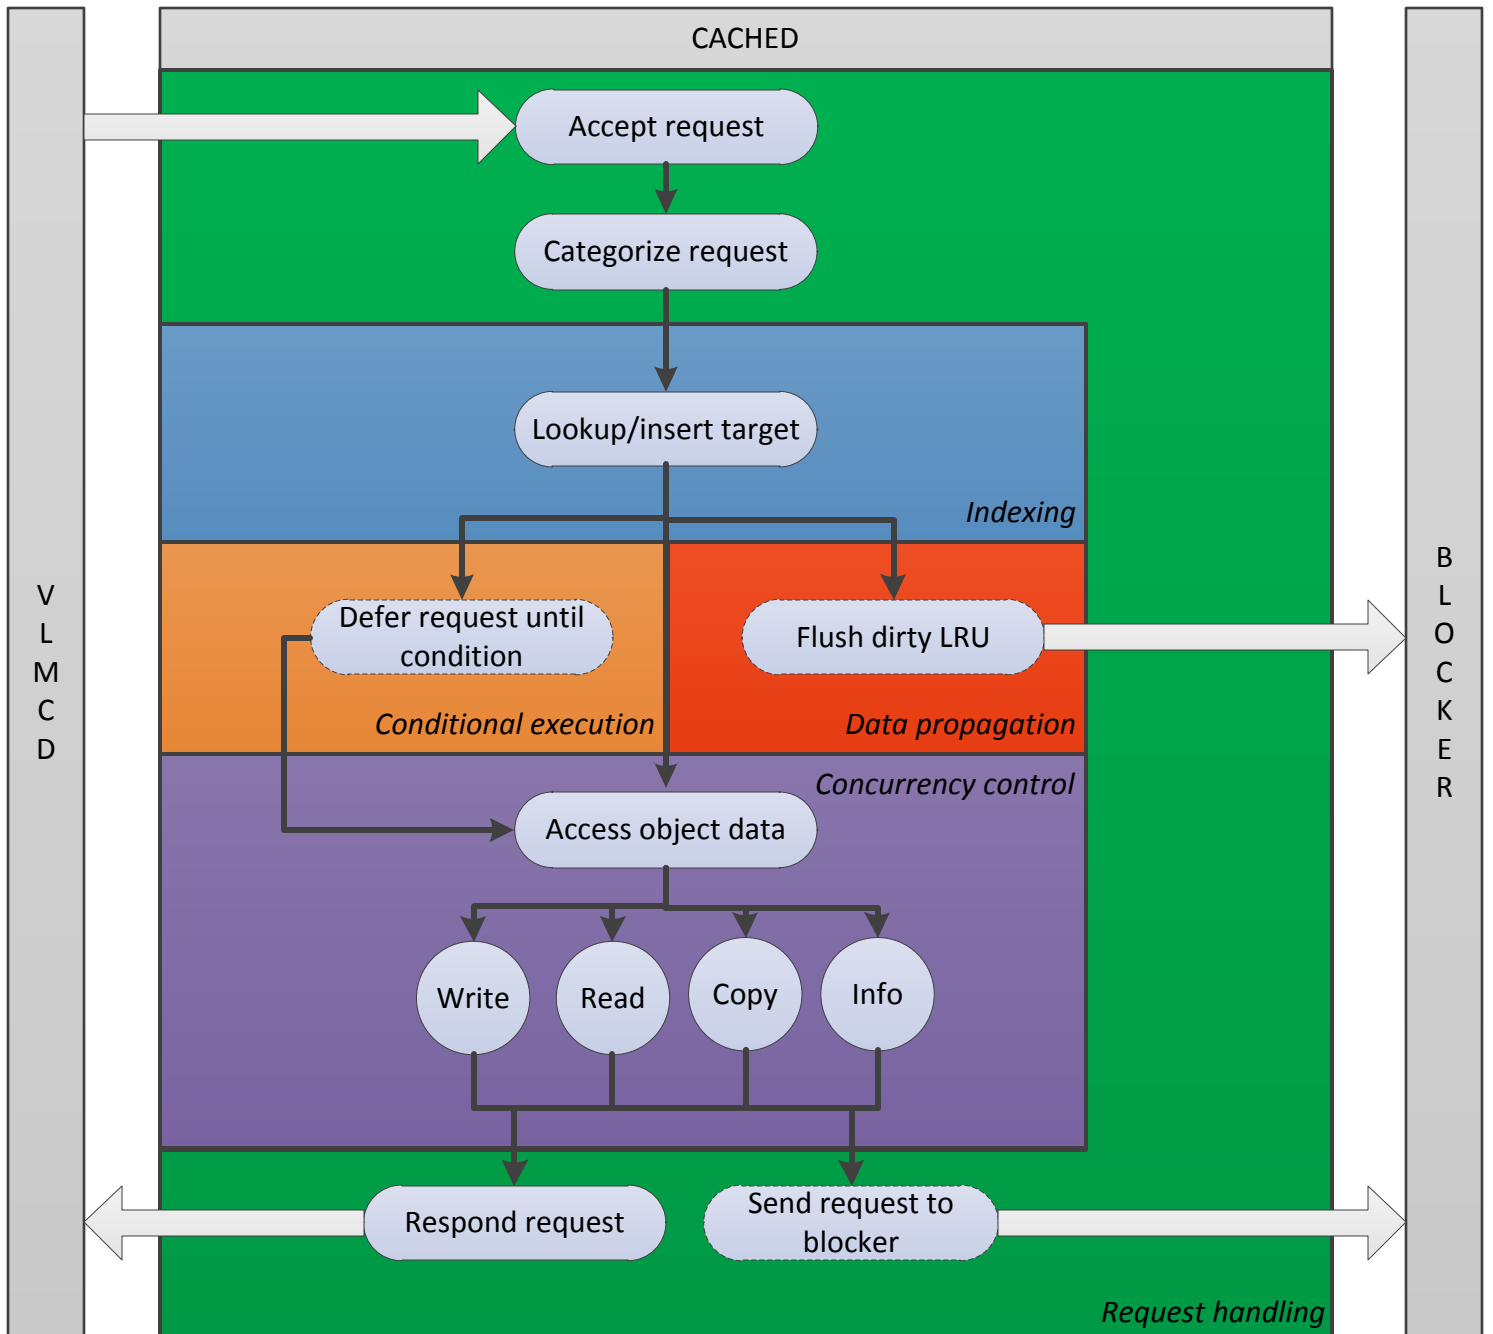 CACHED
Accept request
Categorize request
Lookup/insert target
Indexing
V
L
M
C
D
Defer request until
condition
Conditional execution
Flush dirty LRU
Data propagation
B
L
O
C
K
E
R
Concurrency control
Access object data
Write
Read
Copy
Info
Respond request
Send request to
blocker
Request handling